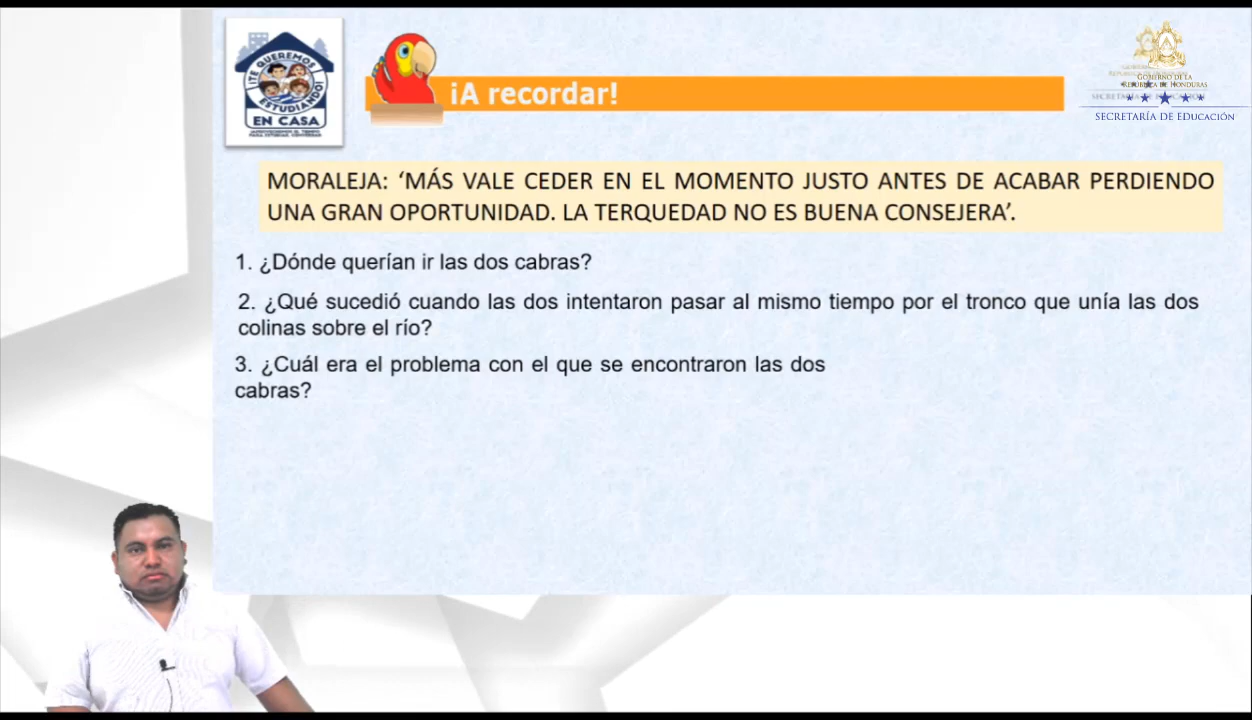 ¡TE QUEREMOS
ESTUDIANDO!
EN CASA
¡A recordar!
GOBIERNO DE LA
REPÚBLICA DE HONDURAS
SECRETARÍA DE EDUCACIÓN
MORALEJA: ‘MÁS VALE CEDER EN EL MOMENTO JUSTO ANTES DE ACABAR PERDIENDO
UNA GRAN OPORTUNIDAD. LA TERQUEDAD NO ES BUENA CONSEJERA’.
1. ¿Dónde querían ir las dos cabras?
2. ¿Qué sucedió cuando las dos intentaron pasar al mismo tiempo por el tronco que unía las dos
colinas sobre el río?
3. ¿Cuál era el problema con el que se encontraron las dos
cabras?